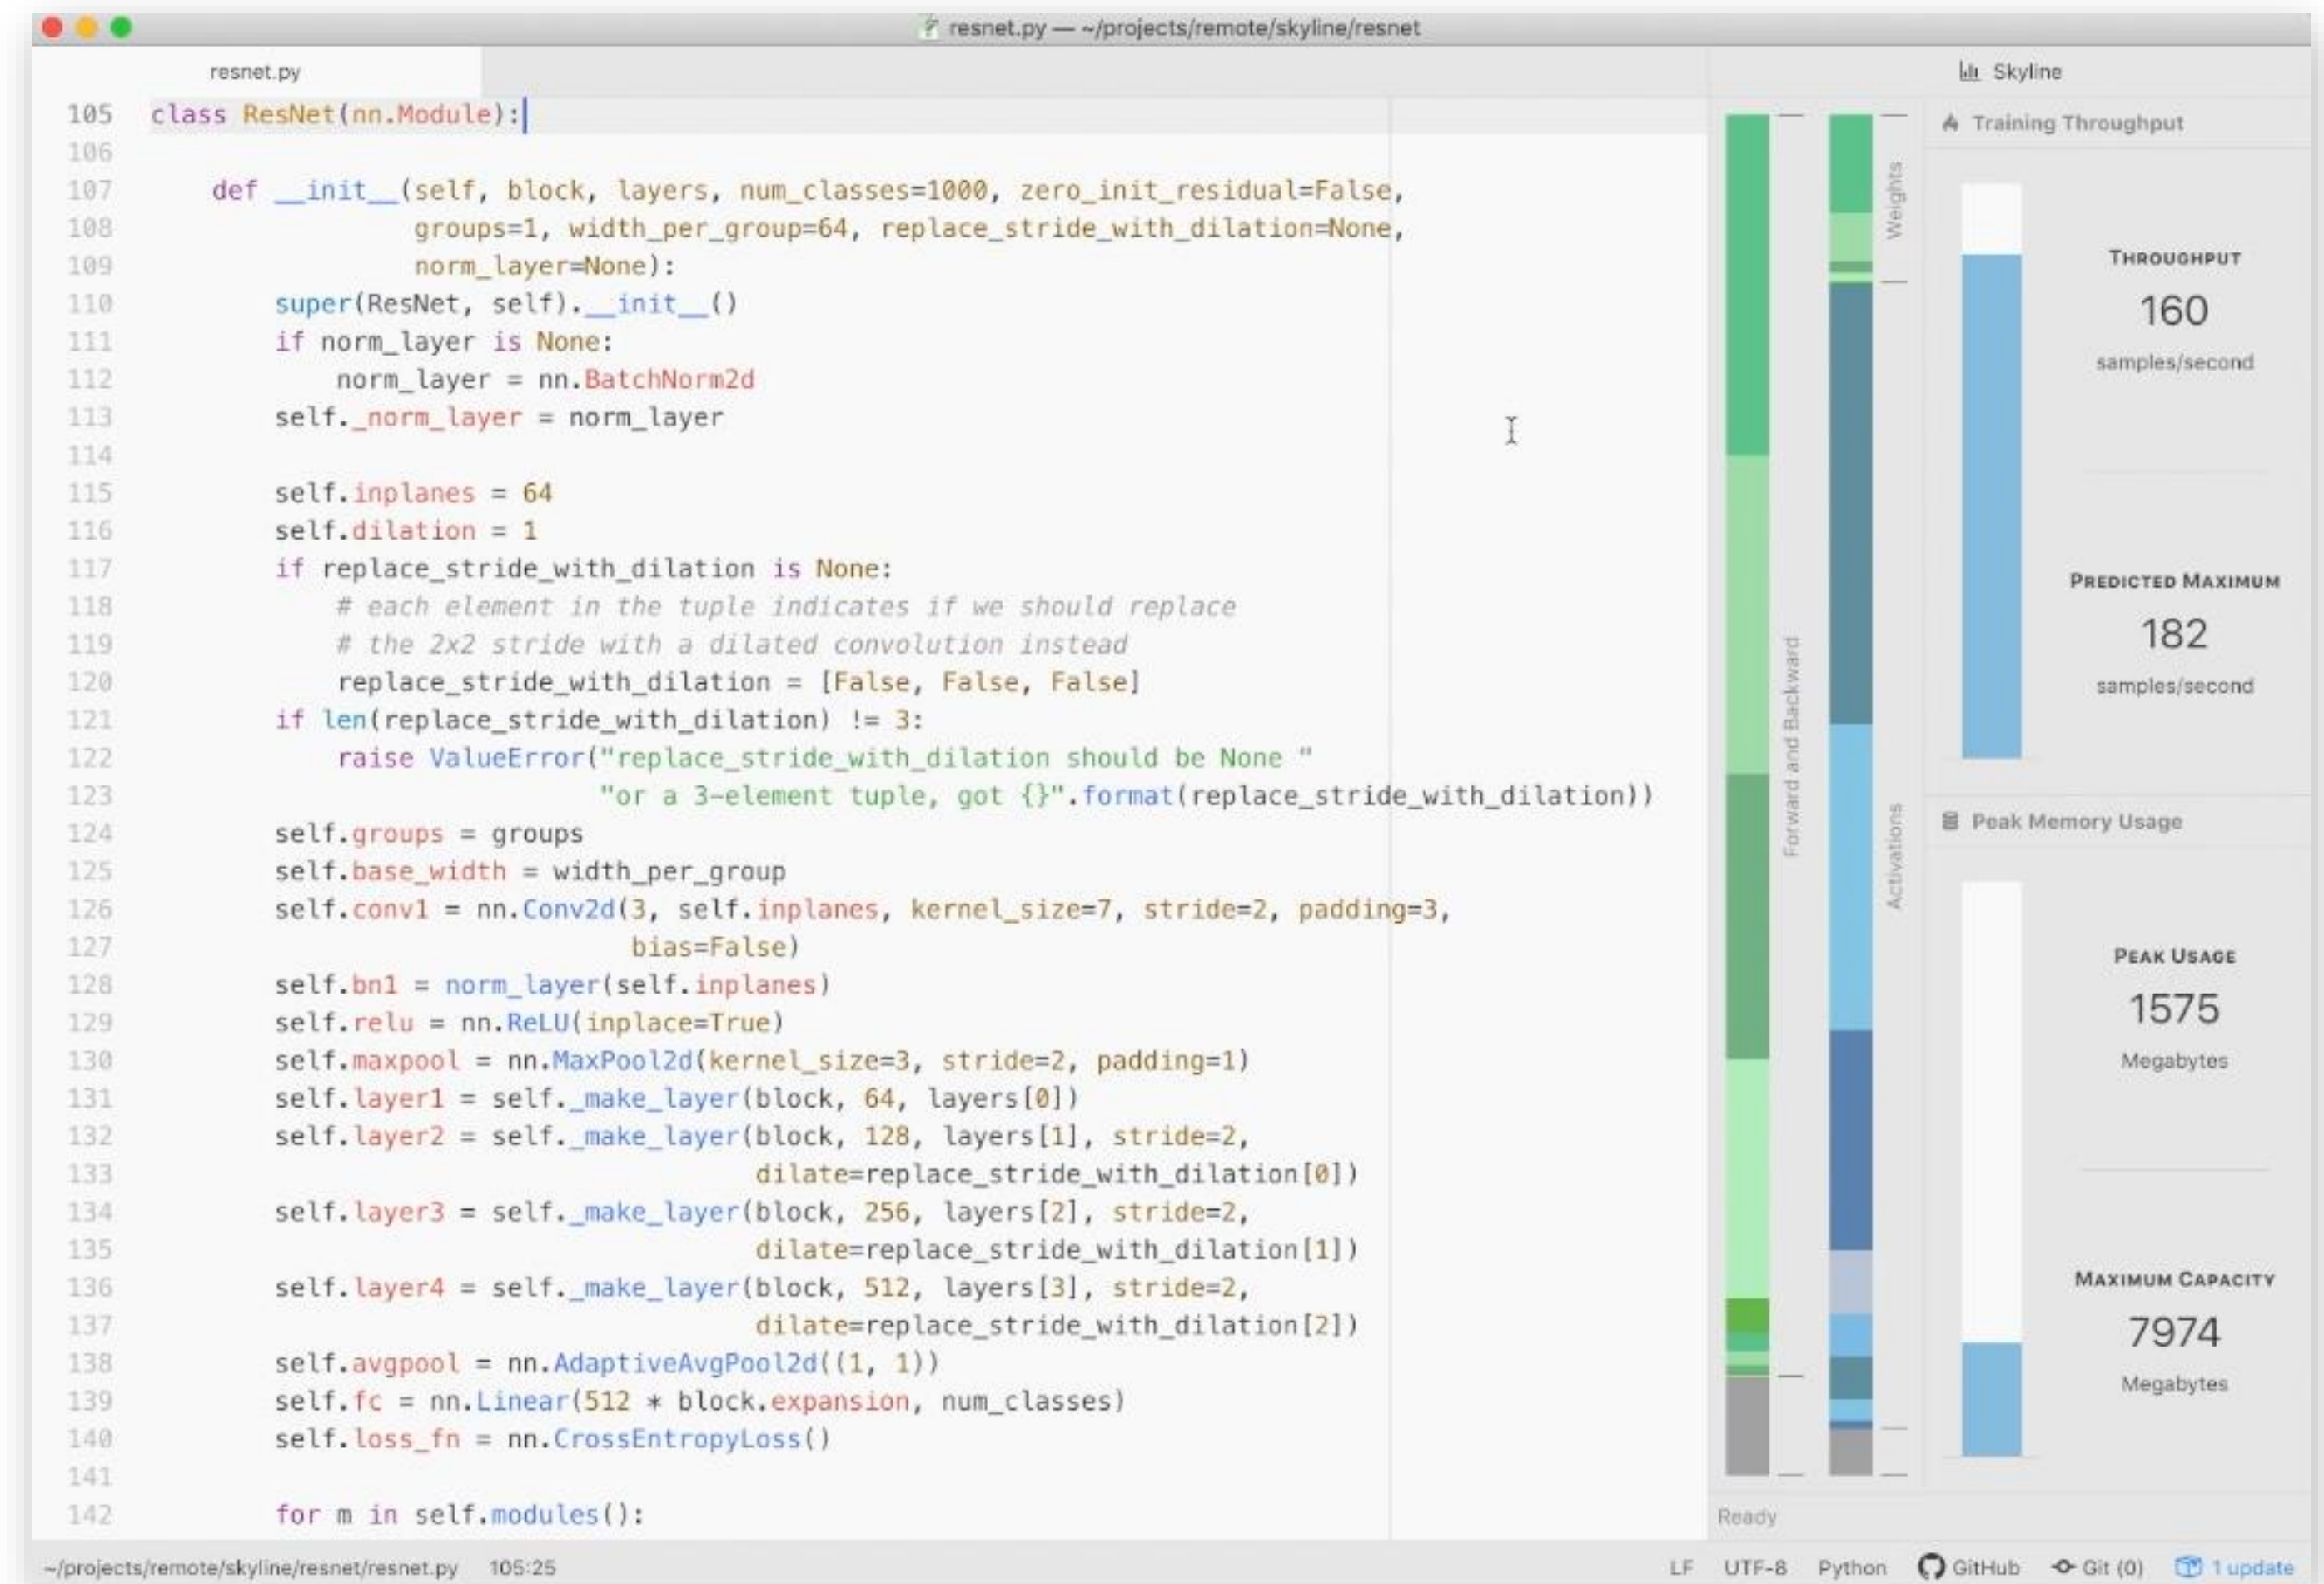 resnet.py — ~/projects/remote/skyline/resnet
resnet.py
105 class ResNet(nn.Module):
106
107     def __init__(self, block, layers, num_classes=1000, zero_init_residual=False,
108                  groups=1, width_per_group=64, replace_stride_with_dilation=None,
109                  norm_layer=None):
110         super(ResNet, self).__init__()
111         if norm_layer is None:
112             norm_layer = nn.BatchNorm2d
113         self._norm_layer = norm_layer
114
115         self.inplanes = 64
116         self.dilation = 1
117         if replace_stride_with_dilation is None:
118             # each element in the tuple indicates if we should replace
119             # the 2x2 stride with a dilated convolution instead
120             replace_stride_with_dilation = [False, False, False]
121         if len(replace_stride_with_dilation) != 3:
122             raise ValueError("replace_stride_with_dilation should be None "
123                              "or a 3-element tuple, got {}".format(replace_stride_with_dilation))
124         self.groups = groups
125         self.base_width = width_per_group
126         self.conv1 = nn.Conv2d(3, self.inplanes, kernel_size=7, stride=2, padding=3,
127                                bias=False)
128         self.bn1 = norm_layer(self.inplanes)
129         self.relu = nn.ReLU(inplace=True)
130         self.maxpool = nn.MaxPool2d(kernel_size=3, stride=2, padding=1)
131         self.layer1 = self._make_layer(block, 64, layers[0])
132         self.layer2 = self._make_layer(block, 128, layers[1], stride=2,
133                                        dilate=replace_stride_with_dilation[0])
134         self.layer3 = self._make_layer(block, 256, layers[2], stride=2,
135                                        dilate=replace_stride_with_dilation[1])
136         self.layer4 = self._make_layer(block, 512, layers[3], stride=2,
137                                        dilate=replace_stride_with_dilation[2])
138         self.avgpool = nn.AdaptiveAvgPool2d((1, 1))
139         self.fc = nn.Linear(512 * block.expansion, num_classes)
140         self.loss_fn = nn.CrossEntropyLoss()
141
142         for m in self.modules():
Skyline
Forward and Backward
Weights
Activations
Training Throughput
THROUGHPUT
160
samples/second
PREDICTED MAXIMUM
182
samples/second
Peak Memory Usage
PEAK USAGE
1575
Megabytes
MAXIMUM CAPACITY
7974
Megabytes
Ready
~/projects/remote/skyline/resnet/resnet.py 105:25
LF UTF-8 Python GitHub Git (0) 1 update